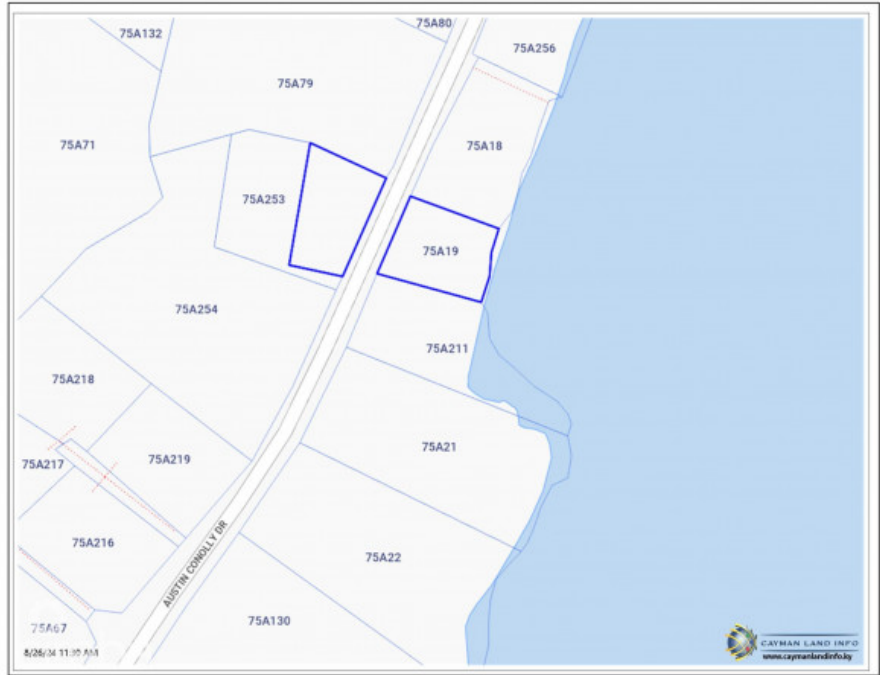 75A80
75A132
75A256
75A79
75A71
75A18
75A253
75A19
75A254
75A211
75A218
75A21
75A219
75A217
75A216
75A22
AUSTIN CONOLLY DR
75A130
75A67
CAYMAN LAND INFO
www.caymanlandinfo.ky